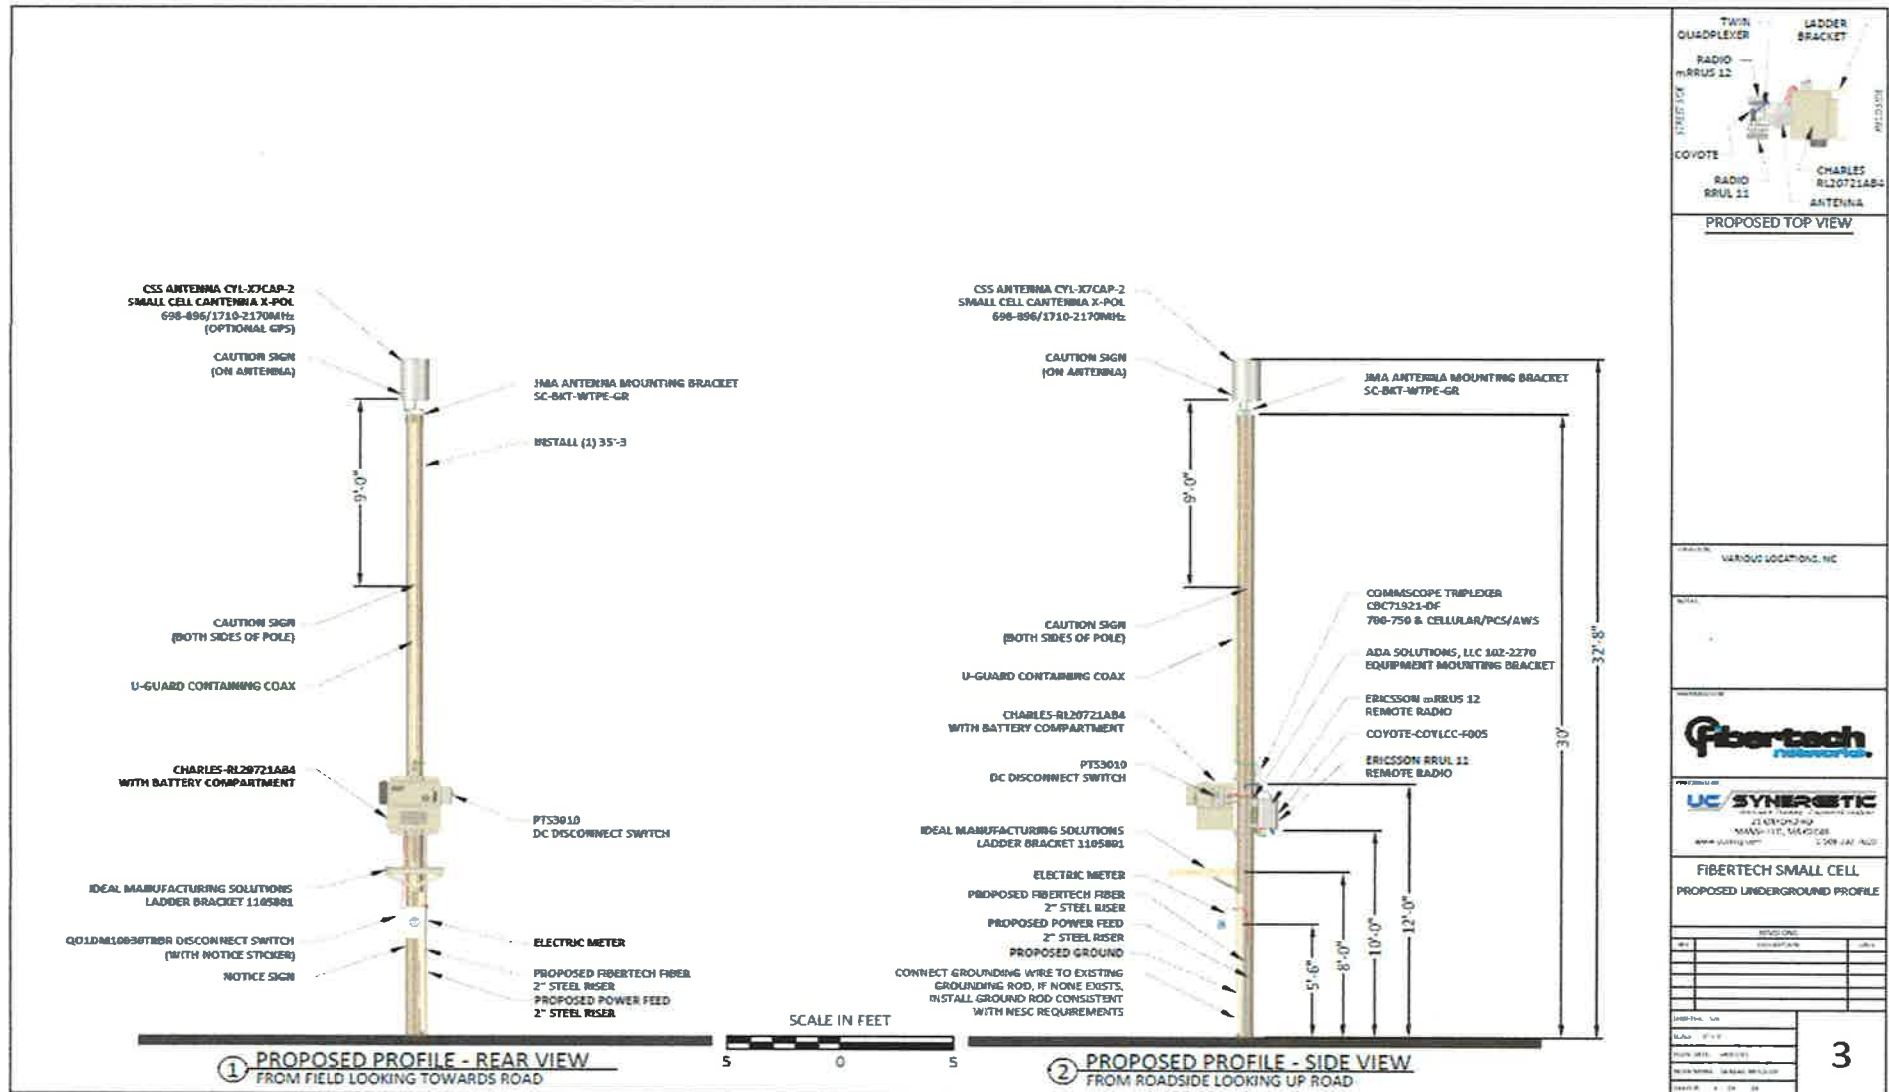 CSS ANTENNA CYL-X7CAP-2
SMALL CELL CANTENNA X-POL
698-896/1710-2170MHz
(OPTIONAL GPS)
CAUTION SIGN
(ON ANTENNA)
JMA ANTENNA MOUNTING BRACKET
SC-BKT-WTPE-GR
INSTALL (1) 35'-3
9'-0"
CAUTION SIGN
(BOTH SIDES OF POLE)
U-GUARD CONTAINING COAX
CHARLES-RL20721AB4
WITH BATTERY COMPARTMENT
PTS3010
DC DISCONNECT SWITCH
IDEAL MANUFACTURING SOLUTIONS
LADDER BRACKET 1105801
DISCONNECT SWITCH
(WITH NOTICE STICKER)
NOTICE SIGN
ELECTRIC METER
PROPOSED FIBERTECH FIBER
2" STEEL RISER
PROPOSED POWER FEED
2" STEEL RISER
1 PROPOSED PROFILE - REAR VIEW
FROM FIELD LOOKING TOWARDS ROAD
SCALE IN FEET
5 0 5
CSS ANTENNA CYL-X7CAP-2
SMALL CELL CANTENNA X-POL
698-896/1710-2170MHz
CAUTION SIGN
(ON ANTENNA)
JMA ANTENNA MOUNTING BRACKET
SC-BKT-WTPE-GR
9'-0"
CAUTION SIGN
(BOTH SIDES OF POLE)
U-GUARD CONTAINING COAX
CHARLES-RL20721AB4
WITH BATTERY COMPARTMENT
PTS3010
DC DISCONNECT SWITCH
IDEAL MANUFACTURING SOLUTIONS
LADDER BRACKET 1105801
ELECTRIC METER
PROPOSED FIBERTECH FIBER
2" STEEL RISER
PROPOSED POWER FEED
2" STEEL RISER
PROPOSED GROUND
CONNECT GROUNDING WIRE TO EXISTING
GROUNDING ROD, IF NONE EXISTS,
INSTALL GROUND ROD CONSISTENT
WITH NESC REQUIREMENTS
COMMSCOPE TRIPLEXER
CBC71921-DF
700-750 & CELLULAR/PCS/AWS
ADA SOLUTIONS, LLC 102-2270
EQUIPMENT MOUNTING BRACKET
ERICSSON mRRUS 12
REMOTE RADIO
COYOTE-COYLCC-F005
ERICSSON RRUL 11
REMOTE RADIO
5'-6"
8'-0"
10'-0"
12'-0"
30'
32'-8"
2 PROPOSED PROFILE - SIDE VIEW
FROM ROADSIDE LOOKING UP ROAD
TWIN
QUADPLEXER
LADDER
BRACKET
RADIO
mRRUS 12
STREET SIDE
COYOTE
RADIO
RRUL 11
CHARLES
RL20721AB4
ANTENNA
PROPOSED TOP VIEW
VARIOUS LOCATIONS, NC
fibertech
networks
UC SYNERGETIC
FIBERTECH SMALL CELL
PROPOSED UNDERGROUND PROFILE
REVISIONS
3